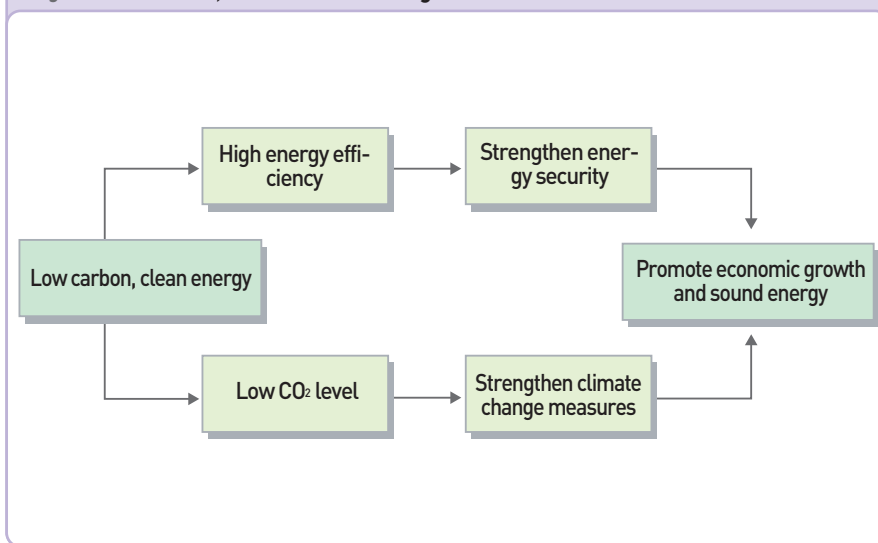 High energy effi-
ciency
Strengthen ener-
gy security
Low carbon, clean energy
Promote economic growth
and sound energy
Low CO₂ level
Strengthen climate
change measures